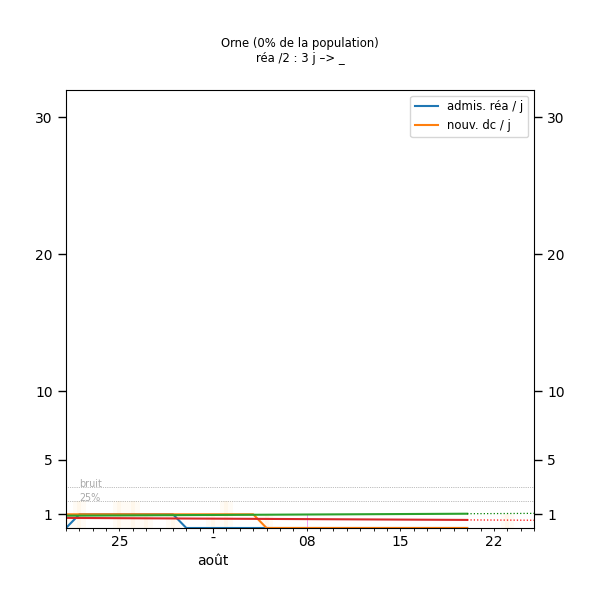 Orne (0% de la population)
réa /2 : 3 j –> _
admis. réa / j
nouv. dc / j
30
30
20
20
10
10
5
5
bruit
25%
1
1
25
-
08
15
22
août